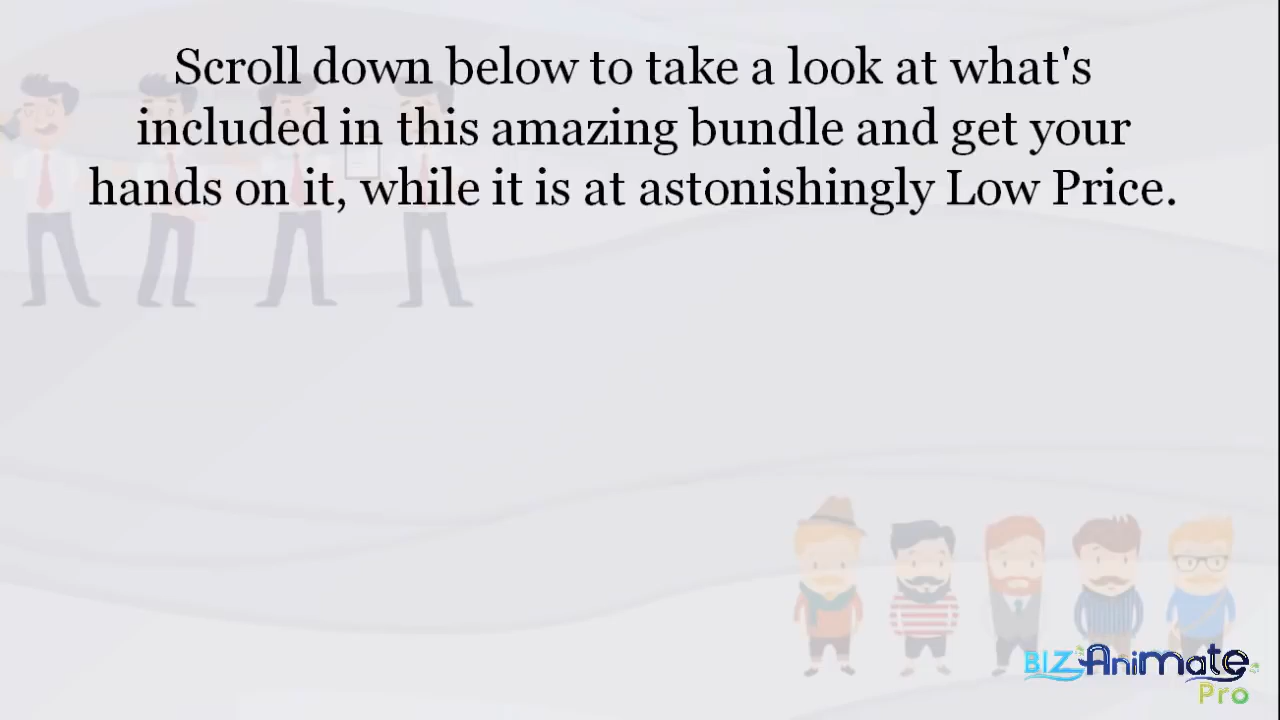 Scroll down below to take a look at what's
included in this amazing bundle and get your
hands on it, while it is at astonishingly Low Price.
BIZ Animate
Pro